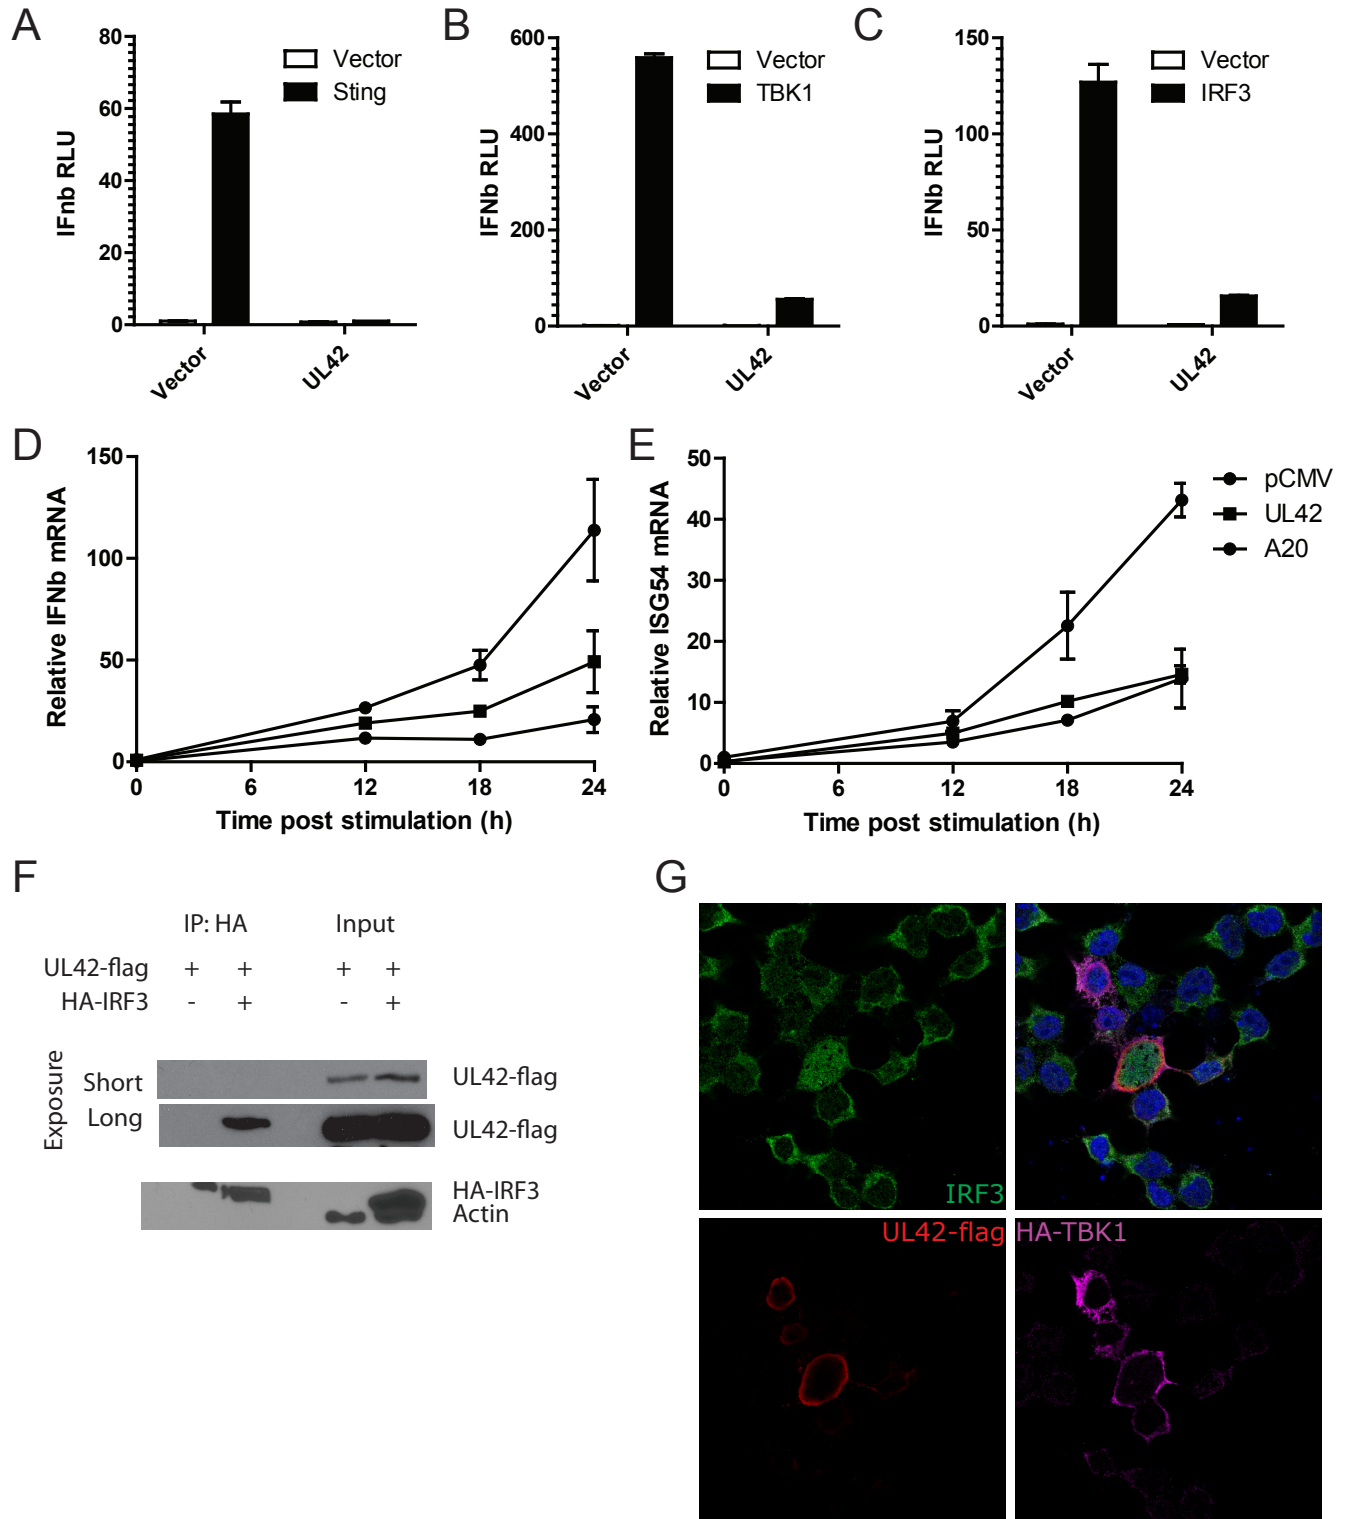 A
IFnb RLU
80
60
40
20
0
Vector
Sting
Vector
UL42
B
IFNb RLU
600
400
200
0
Vector
TBK1
Vector
UL42
C
IFNb RLU
150
100
50
0
Vector
IRF3
Vector
UL42
D
Relative IFNb mRNA
150
100
50
0
0 6 12 18 24
Time post stimulation (h)
E
Relative ISG54 mRNA
50
40
30
20
10
0
0 6 12 18 24
Time post stimulation (h)
pCMV
UL42
A20
F
IP: HA Input
UL42-flag + + + +
HA-IRF3 - + - +
Exposure
Short UL42-flag
Long UL42-flag
HA-IRF3
Actin
G
IRF3
UL42-flag
HA-TBK1